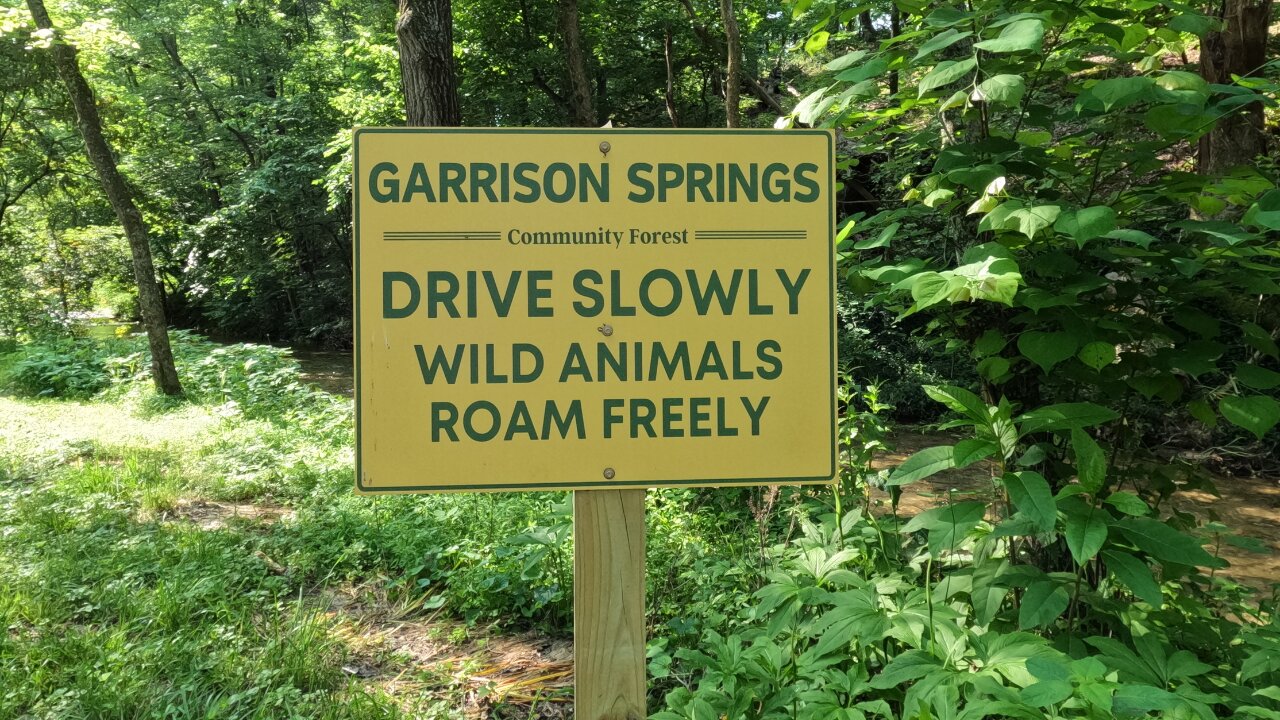 GARRISON SPRINGS
Community Forest
DRIVE SLOWLY
WILD ANIMALS
ROAM FREELY